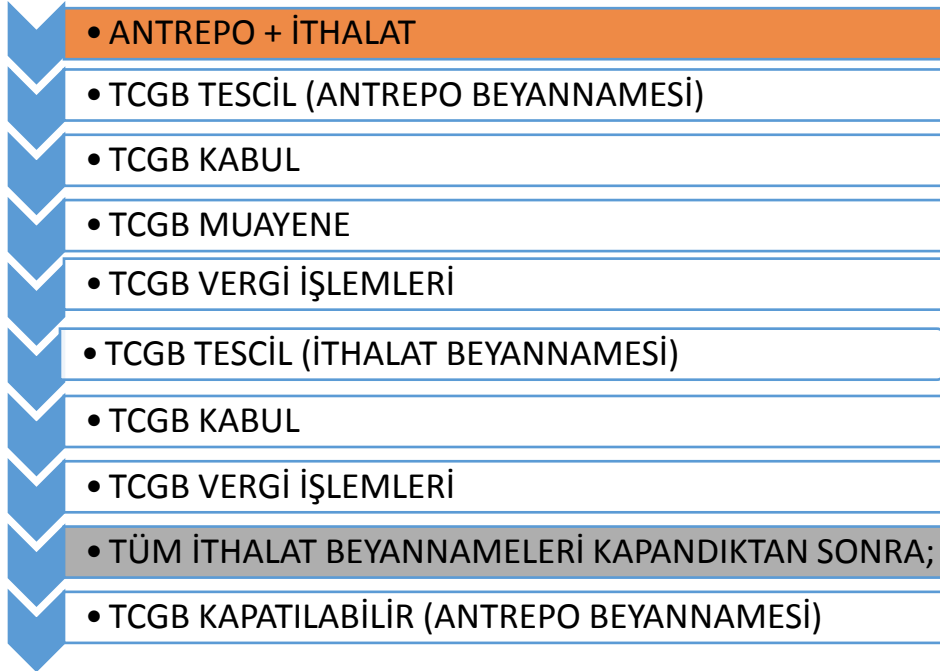 • ANTREPO + İTHALAT
• TCGB TESCİL (ANTREPO BEYANNAMESİ)
• TCGB KABUL
• TCGB MUAYENE
• TCGB VERGİ İŞLEMLERİ
• TCGB TESCİL (İTHALAT BEYANNAMESİ)
• TCGB KABUL
• TCGB VERGİ İŞLEMLERİ
• TÜM İTHALAT BEYANNAMELERİ KAPANDIKTAN SONRA;
• TCGB KAPATILABİLİR (ANTREPO BEYANNAMESİ)